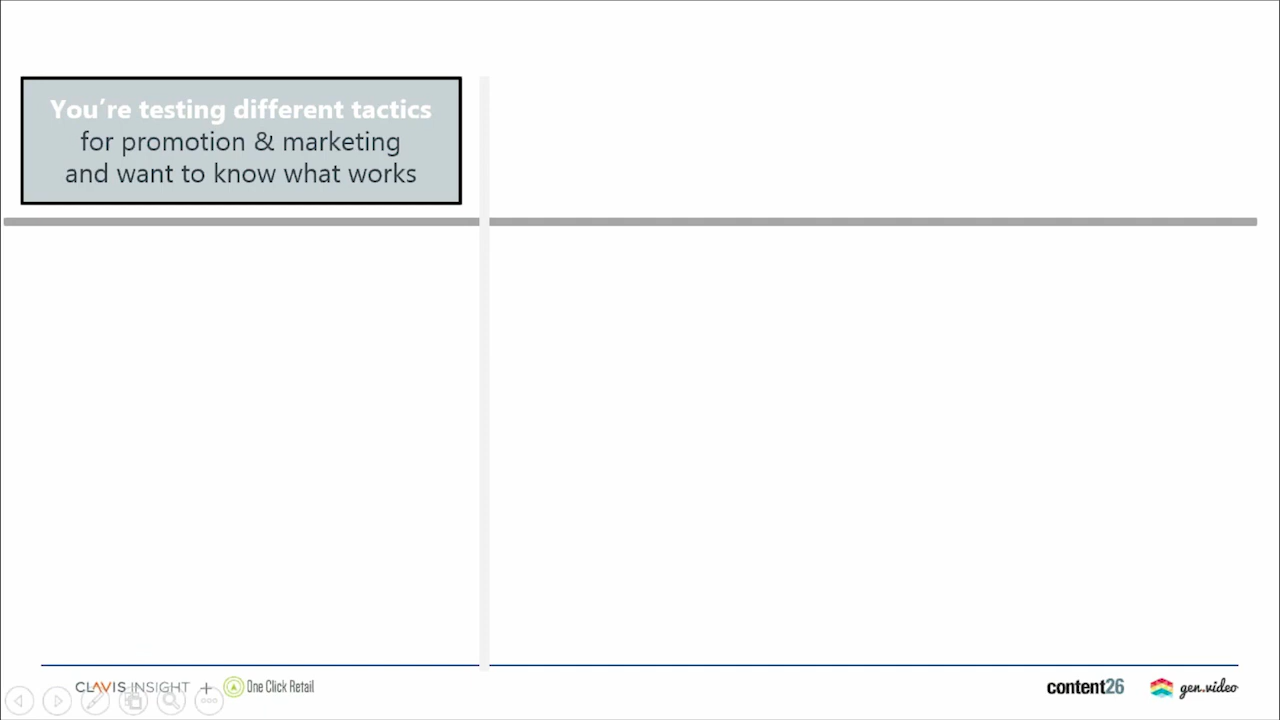 You're testing different tactics
for promotion & marketing
and want to know what works
CLAVIS INSIGHT + One Click Retail
content26
gen.video